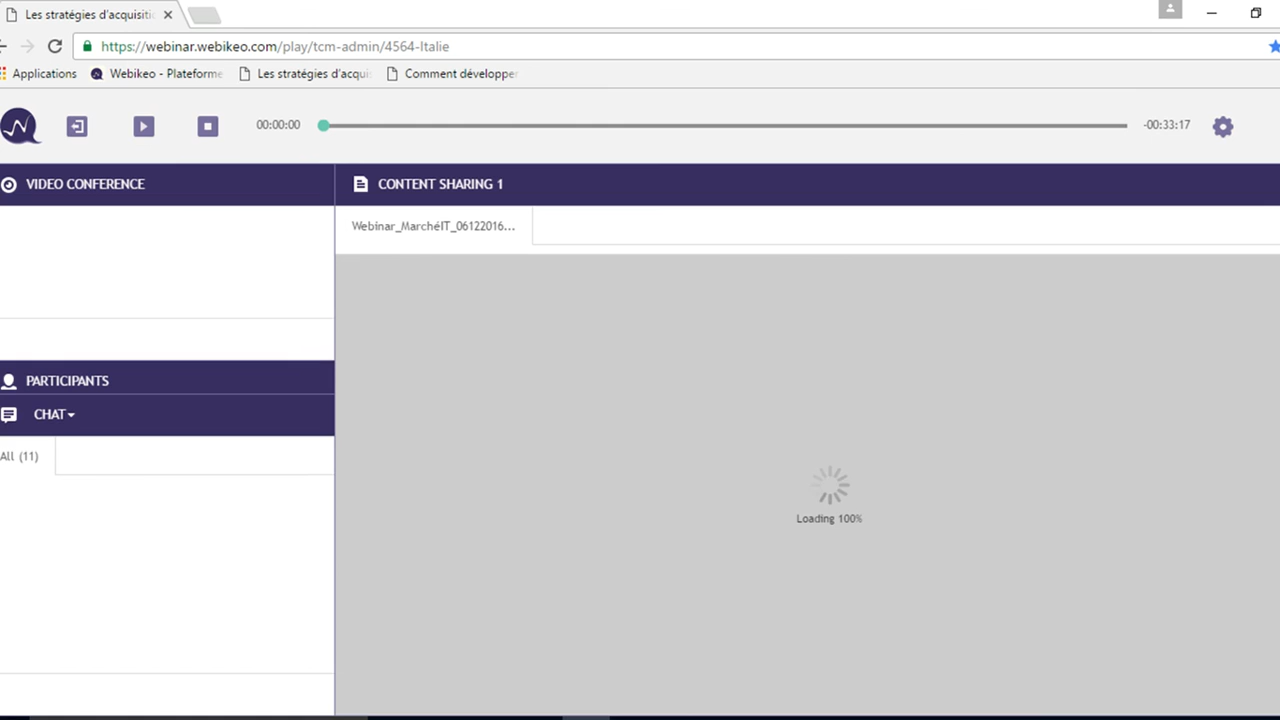 Les stratégies d'acquisiti
https://webinar.webikeo.com/play/tcm-admin/4564-Italie
Applications Webikeo - Plateforme Les stratégies d'acqui Comment développer
00:00:00 -00:33:17
VIDEO CONFERENCE
CONTENT SHARING 1
Webinar_MarchéIT_06122016...
PARTICIPANTS
CHAT
All (11)
Loading 100%